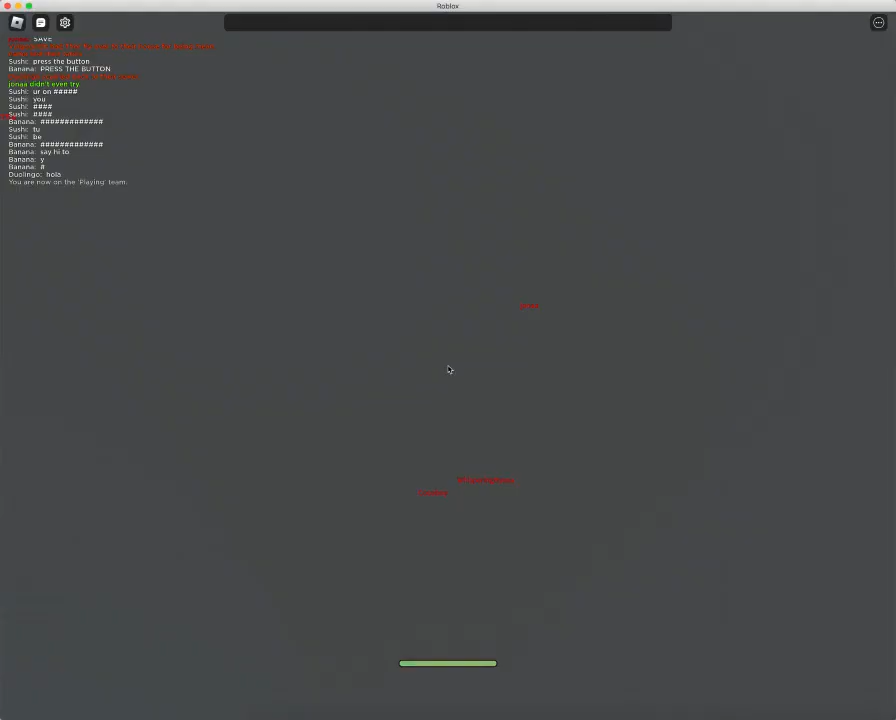 Roblox
SAVE
Sushi: press the button
Banana: PRESS THE BUTTON
jonaa didn't even try
Sushi: ur on #####
Sushi: you
Sushi: ####
Sushi: ####
Banana: #############
Sushi: tu
Sushi: be
Banana: #############
Banana: say hi to
Banana: y
Banana: #
Duolingo: hola
You are now on the 'Playing' team.